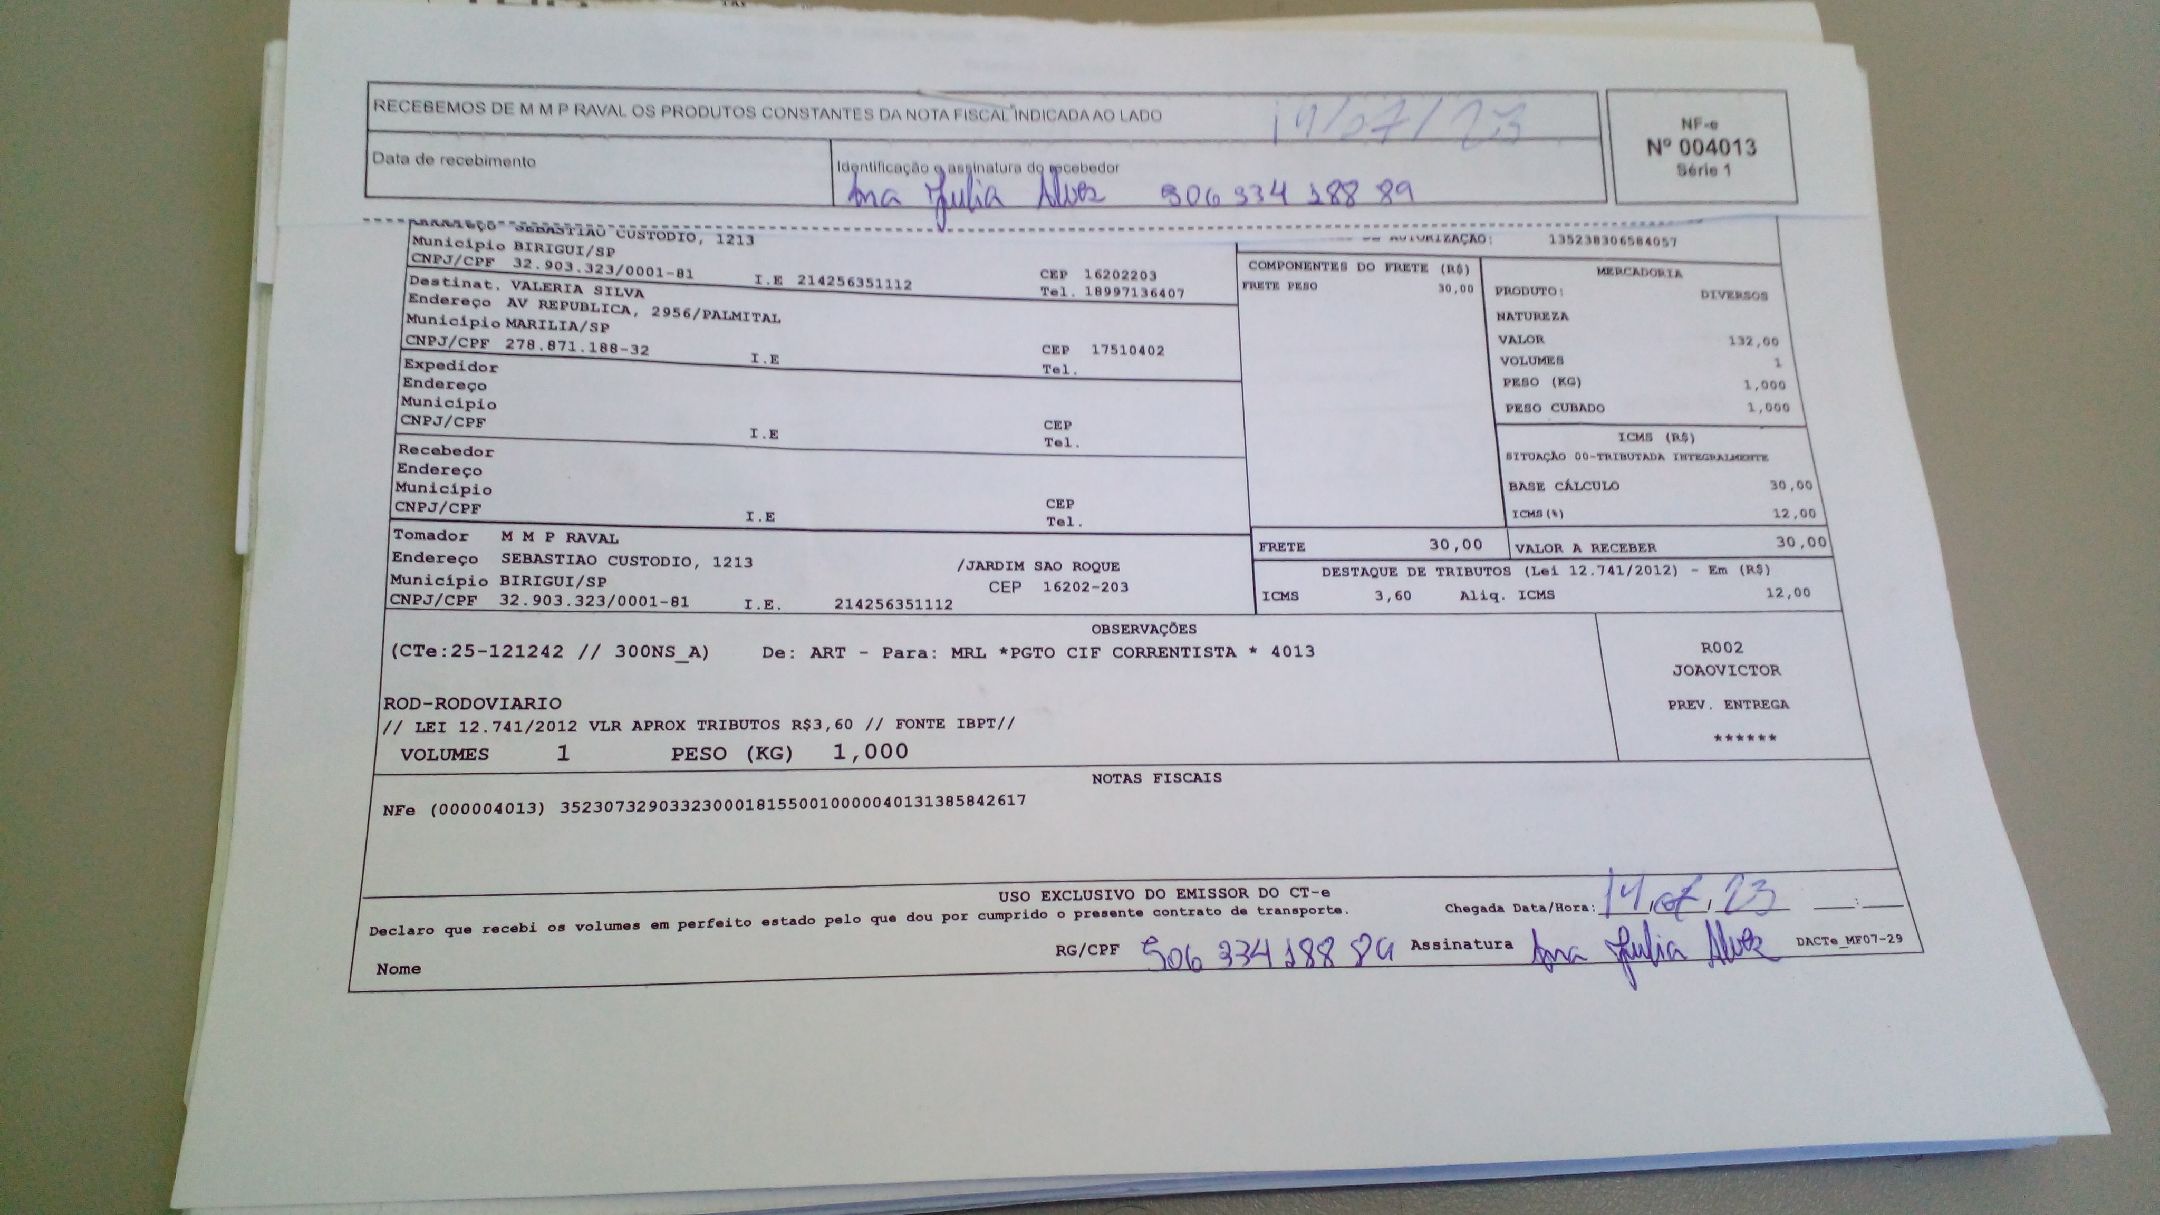 RECEBEMOS DE M M P RAVAL OS PRODUTOS CONSTANTES DA NOTA FISCAL INDICADA AO LADO 14/07/23
NF-e
Nº 004013
Série 1
Data de recebimento
Identificação e assinatura do recebedor
Ana Julia Alves 506 334 188 89
SEBASTIAO CUSTODIO, 1213
Município BIRIGUI/SP
CNPJ/CPF 32.903.323/0001-81 I.E 214256351112 CEP 16202203
Tel. 18997136407
Destinat. VALERIA SILVA
Endereço AV REPUBLICA, 2956/PALMITAL
Município MARILIA/SP
CNPJ/CPF 278.871.188-32 I.E CEP 17510402
Tel.
Expedidor
Endereço
Município
CNPJ/CPF I.E CEP
Tel.
Recebedor
Endereço
Município
CNPJ/CPF I.E CEP
Tel.
Tomador M M P RAVAL
Endereço SEBASTIAO CUSTODIO, 1213 /JARDIM SAO ROQUE
Município BIRIGUI/SP CEP 16202-203
CNPJ/CPF 32.903.323/0001-81 I.E. 214256351112
AUTORIZAÇÃO: 135238306584057
COMPONENTES DO FRETE (R$)
FRETE PESO 30,00
MERCADORIA
PRODUTO: DIVERSOS
NATUREZA
VALOR 132,00
VOLUMES 1
PESO (KG) 1,000
PESO CUBADO 1,000
ICMS (R$)
SITUAÇÃO 00-TRIBUTADA INTEGRALMENTE
BASE CÁLCULO 30,00
ICMS(%) 12,00
FRETE 30,00 VALOR A RECEBER 30,00
DESTAQUE DE TRIBUTOS (Lei 12.741/2012) - Em (R$)
ICMS 3,60 Aliq. ICMS 12,00
OBSERVAÇÕES
(CTe:25-121242 // 300NS_A) De: ART - Para: MRL *PGTO CIF CORRENTISTA * 4013
ROD-RODOVIARIO
// LEI 12.741/2012 VLR APROX TRIBUTOS R$3,60 // FONTE IBPT//
VOLUMES 1 PESO (KG) 1,000
R002
JOAOVICTOR
PREV. ENTREGA
******
NOTAS FISCAIS
NFe (000004013) 35230732903323000181550010000040131385842617
USO EXCLUSIVO DO EMISSOR DO CT-e
Declaro que recebi os volumes em perfeito estado pelo que dou por cumprido o presente contrato de transporte.
Chegada Data/Hora: 14/07/23 __:__
Nome RG/CPF 506 334 188 89 Assinatura Ana Julia Alves DACTe_MF07-29